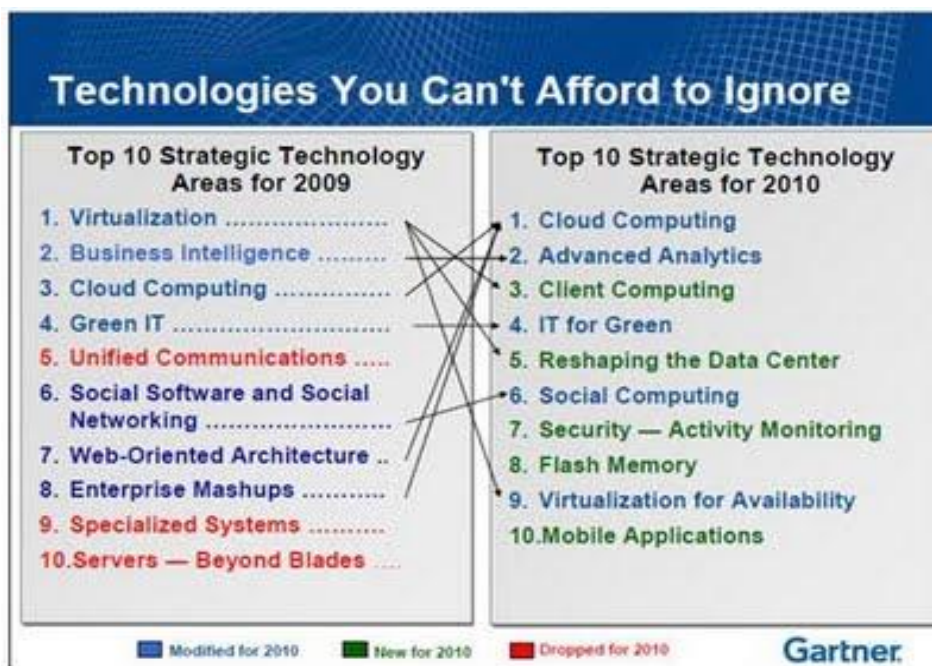 Technologies You Can't Afford to Ignore
Top 10 Strategic Technology
Areas for 2009
1. Virtualization .....................
2. Business Intelligence .........
3. Cloud Computing ...............
4. Green IT ............................
5. Unified Communications .....
6. Social Software and Social
Networking ........................
7. Web-Oriented Architecture ..
8. Enterprise Mashups ...........
9. Specialized Systems ..........
10.Servers — Beyond Blades ....
Top 10 Strategic Technology
Areas for 2010
1. Cloud Computing
2. Advanced Analytics
3. Client Computing
4. IT for Green
5. Reshaping the Data Center
6. Social Computing
7. Security — Activity Monitoring
8. Flash Memory
9. Virtualization for Availability
10.Mobile Applications
Modified for 2010
New for 2010
Dropped for 2010
Gartner